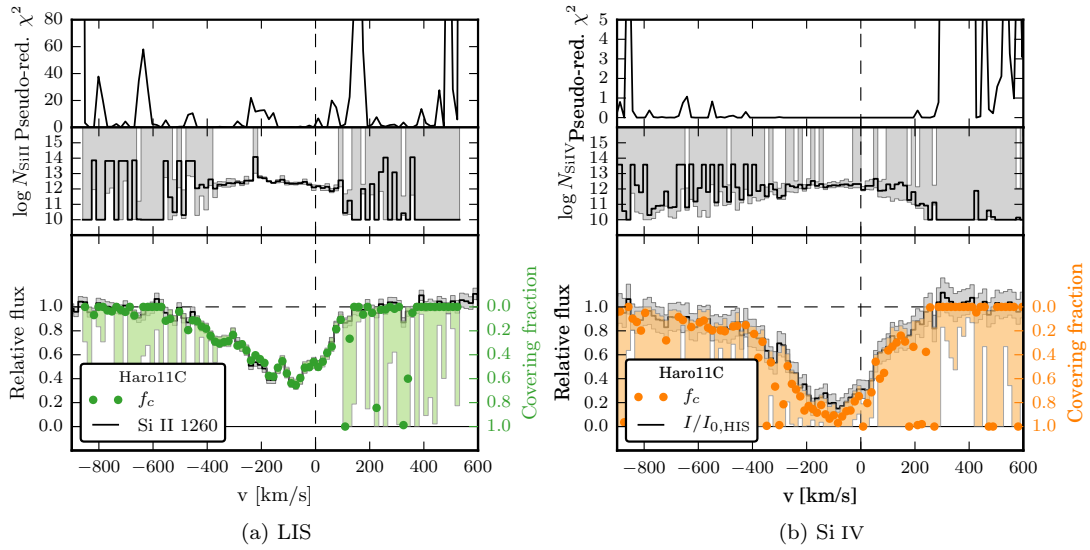 Pseudo-red. χ²
80
60
40
20
0
log N_SiII
15
14
13
12
11
10
Relative flux
1.0
0.8
0.6
0.4
0.2
0.0
Covering fraction
0.0
0.2
0.4
0.6
0.8
1.0
Haro11C
f_c
Si II 1260
−800 −600 −400 −200 0 200 400 600
v [km/s]
(a) LIS
Pseudo-red. χ²
5
4
3
2
1
0
log N_SiIV
15
14
13
12
11
10
Relative flux
1.0
0.8
0.6
0.4
0.2
0.0
Covering fraction
0.0
0.2
0.4
0.6
0.8
1.0
Haro11C
f_c
I/I_0,HIS
−800 −600 −400 −200 0 200 400 600
v [km/s]
(b) Si IV